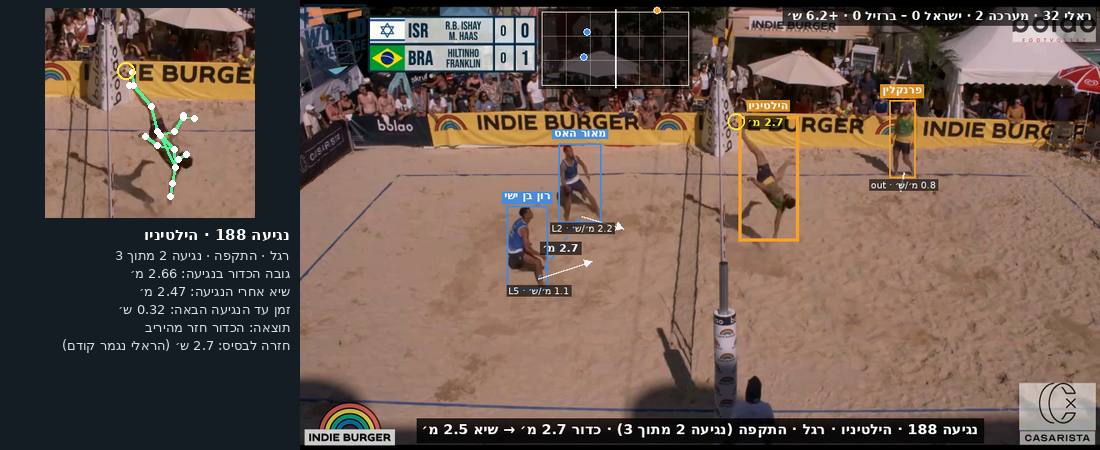 ראלי 32 · מערכה 2 · ישראל 0 – ברזיל 0 · +6.2 ש׳
ISR R.B. ISHAY M. HAAS 0 0
BRA HILTINHO FRANKLIN 0 1
INDIE BURGER
bolao
FOOTVOLLEY
פרנקלין
הילטיניו
2.7 מ׳
INDIE BURGER
bolao
CASARISTA
מאור האס
out · 0.8 מ׳/ש׳
רון בן ישי
L2 · 2.2 מ׳/ש׳
2.7 מ׳
L5 · 1.1 מ׳/ש׳
נגיעה 188 · הילטיניו
רגל · התקפה · נגיעה 2 מתוך 3
גובה הכדור בנגיעה: 2.66 מ׳
שיא אחרי הנגיעה: 2.47 מ׳
זמן עד הנגיעה הבאה: 0.32 ש׳
תוצאה: הכדור חזר מהיריב
חזרה לבסיס: 2.7 ש׳ (הראלי נגמר קודם)
נגיעה 188 · הילטיניו · רגל · התקפה (נגיעה 2 מתוך 3) · כדור 2.7 מ׳ → שיא 2.5 מ׳
INDIE BURGER
CASARISTA